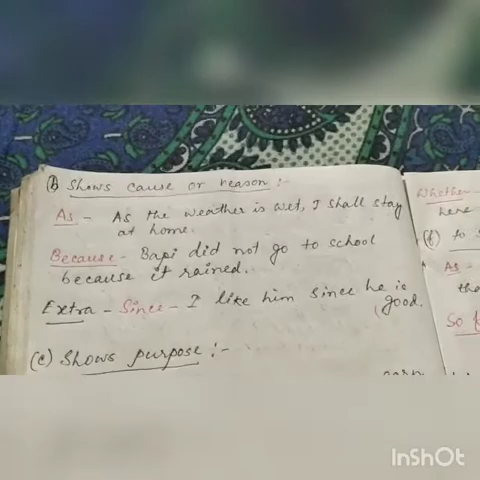 (b) Shows cause or reason :-
As - As the weather is wet, I shall stay
at home.
Because - Bapi did not go to school
because it rained.
Extra - Since - I like him since he is
good.
(c) Shows purpose :-
earn
Whether
here
(f) to
As -
the
So f
InShOt